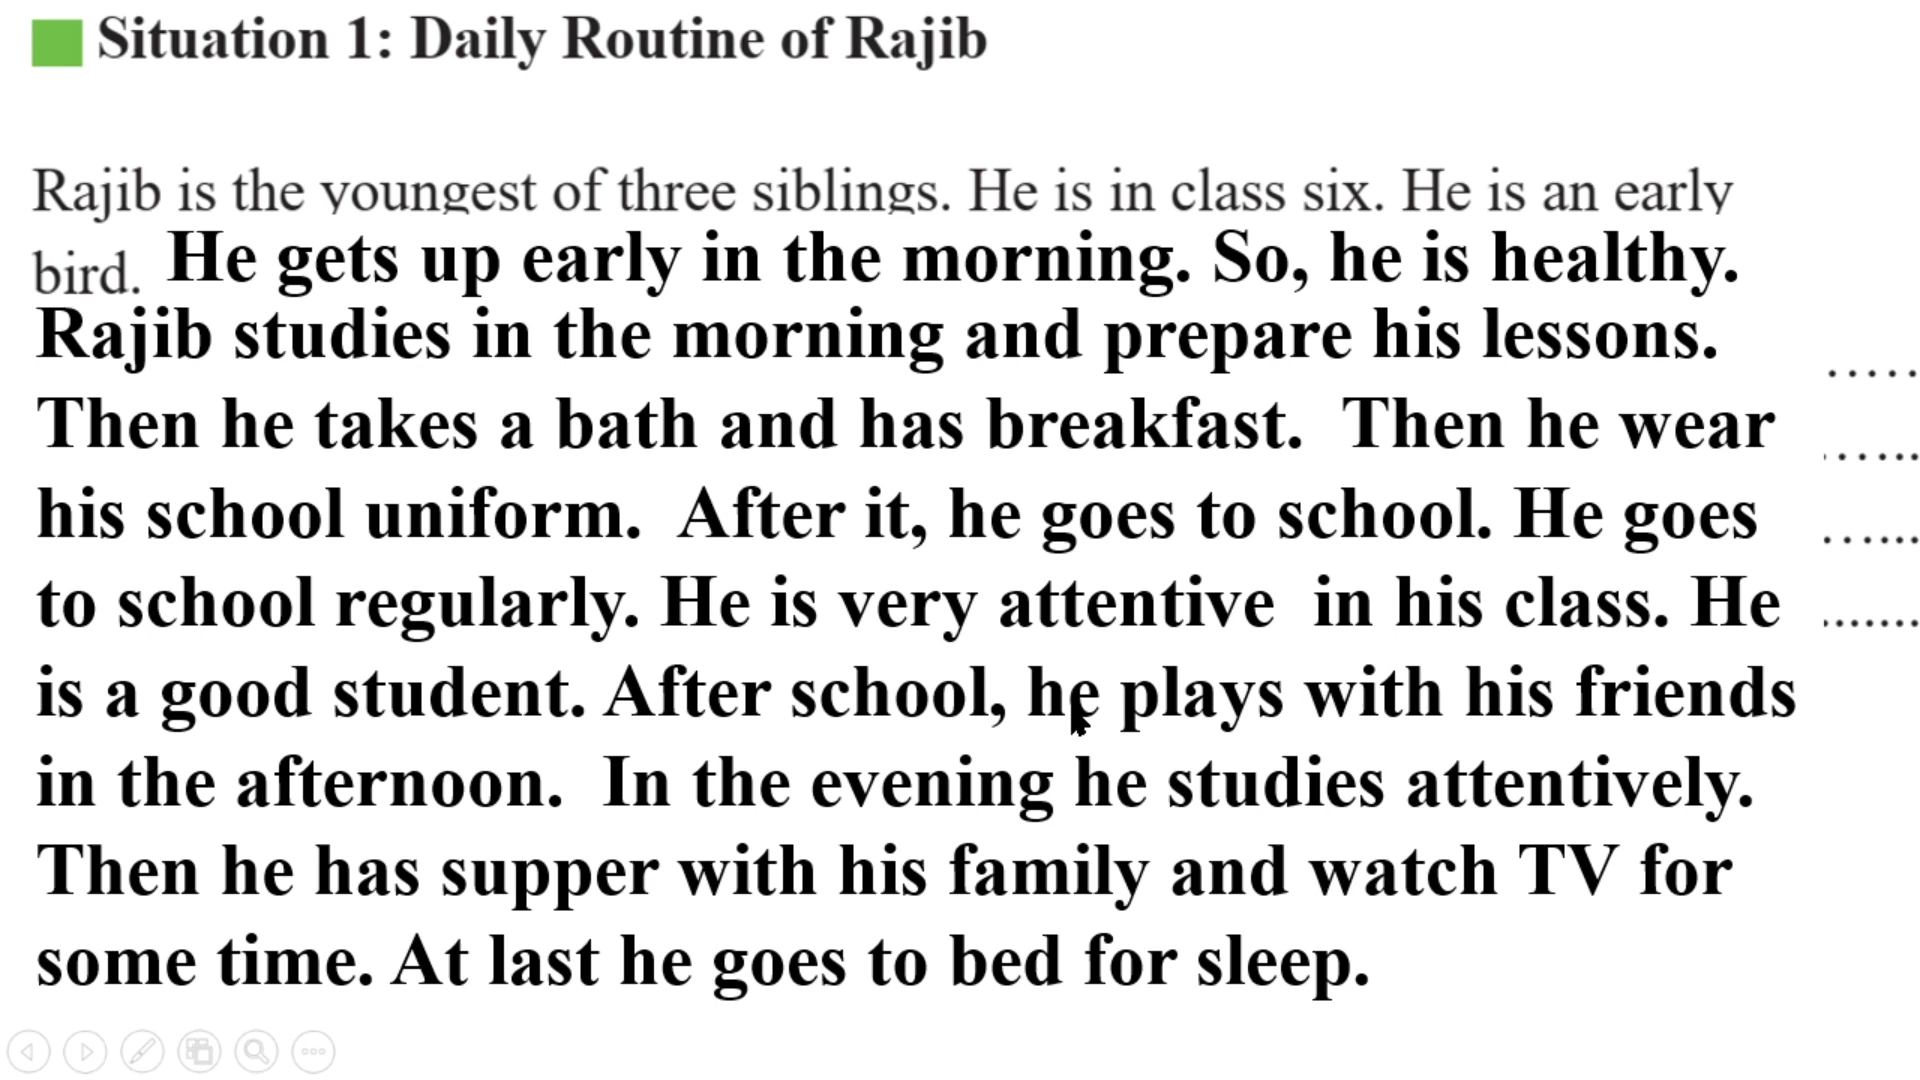 Situation 1: Daily Routine of Rajib
Rajib is the youngest of three siblings. He is in class six. He is an early
bird. He gets up early in the morning. So, he is healthy.
Rajib studies in the morning and prepare his lessons.
.....
Then he takes a bath and has breakfast. Then he wear
......
his school uniform. After it, he goes to school. He goes
......
to school regularly. He is very attentive in his class. He
.......
is a good student. After school, he plays with his friends
in the afternoon. In the evening he studies attentively.
Then he has supper with his family and watch TV for
some time. At last he goes to bed for sleep.